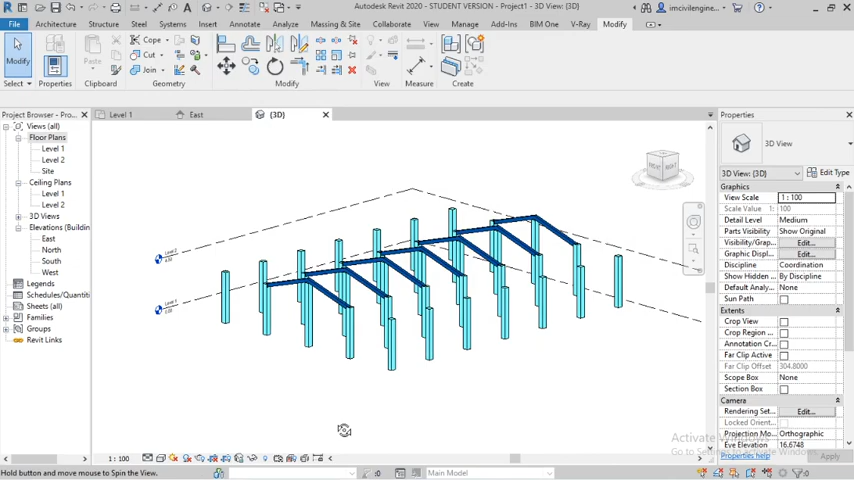 Autodesk Revit 2020 - STUDENT VERSION - Project1 - 3D View: {3D}
imcivilengine...
File
Architecture
Structure
Steel
Systems
Insert
Annotate
Analyze
Massing & Site
Collaborate
View
Manage
Add-Ins
BIM One
V-Ray
Modify
Modify
Properties
Paste
Cope
Cut
Join
Select
Properties
Clipboard
Geometry
Modify
View
Measure
Create
Project Browser - Pro...
Level 1
East
{3D}
Properties
Views (all)
Floor Plans
Level 1
Level 2
Site
Ceiling Plans
Level 1
Level 2
3D Views
Elevations (Buildin
East
North
South
West
Legends
Schedules/Quantiti
Sheets (all)
Families
Groups
Revit Links
Level 2
Level 1
FRONT
RIGHT
3D View
3D View: {3D}
Edit Type
Graphics
View Scale 1 : 100
Scale Value 1: 100
Detail Level Medium
Parts Visibility Show Original
Visibility/Grap... Edit...
Graphic Displ... Edit...
Discipline Coordination
Show Hidden ... By Discipline
Default Analy... None
Sun Path
Extents
Crop View
Crop Region ...
Annotation Cr...
Far Clip Active
Far Clip Offset 304.8000
Scope Box None
Section Box
Camera
Rendering Set... Edit...
Locked Orient...
Projection Mo... Orthographic
Eye Elevation 16.6748
Properties help
Apply
Activate Windows
Go to Settings to activate Windows.
1 : 100
Hold button and move mouse to Spin the View.
:0
Main Model
:0